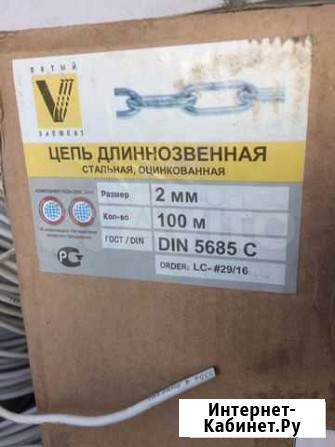 ПЯТЫЙ
V
ЭЛЕМЕНТ
ЦЕПЬ ДЛИННОЗВЕННАЯ
СТАЛЬНАЯ, ОЦИНКОВАННАЯ
Размер 2 мм
Кол-во 100 м
ГОСТ / DIN DIN 5685 C
ORDER: LC-#29/16
Интернет-
Кабинет.Ру